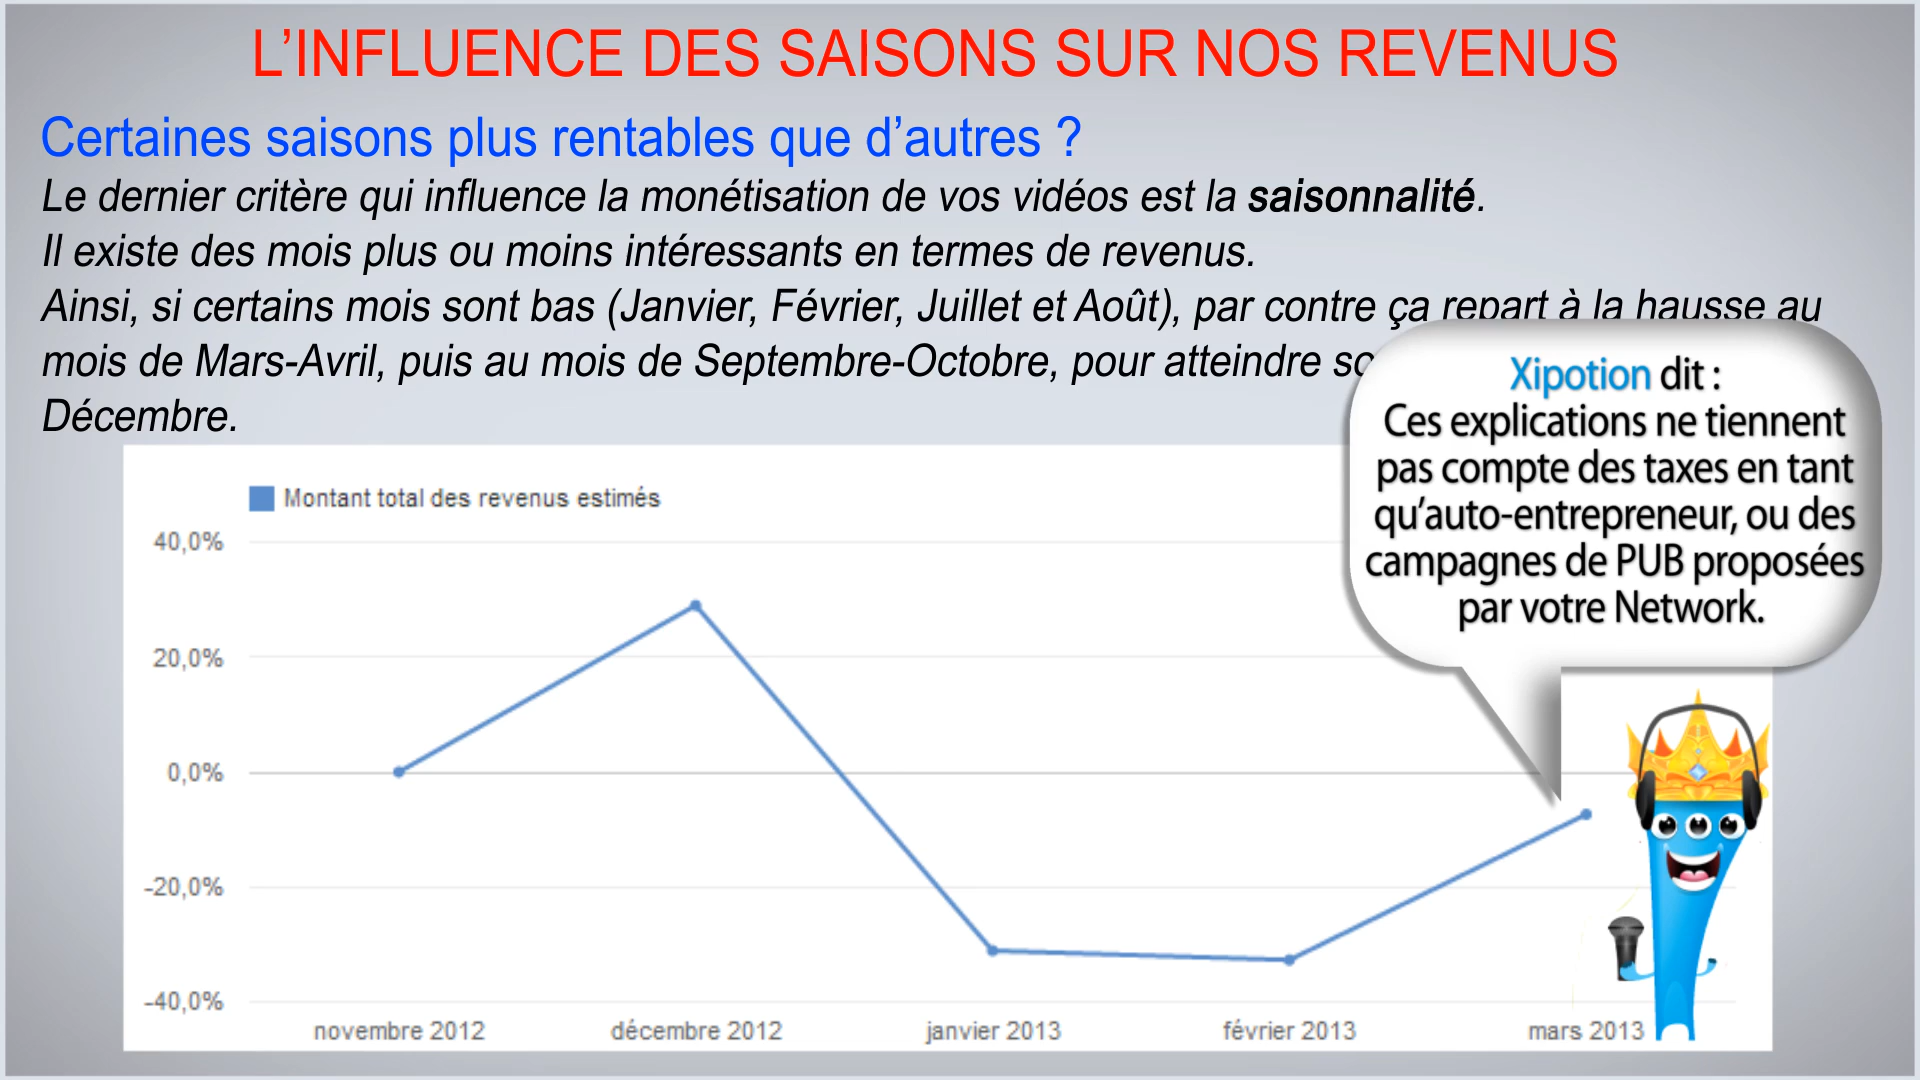 L’INFLUENCE DES SAISONS SUR NOS REVENUS
Certaines saisons plus rentables que d’autres ?
Le dernier critère qui influence la monétisation de vos vidéos est la saisonnalité.
Il existe des mois plus ou moins intéressants en termes de revenus.
Ainsi, si certains mois sont bas (Janvier, Février, Juillet et Août), par contre ça repart à la hausse au
mois de Mars-Avril, puis au mois de Septembre-Octobre, pour atteindre
Décembre.
Xipotion dit :
Ces explications ne tiennent
pas compte des taxes en tant
qu’auto-entrepreneur, ou des
campagnes de PUB proposées
par votre Network.
Montant total des revenus estimés
40,0%
20,0%
0,0%
-20,0%
-40,0%
novembre 2012
décembre 2012
janvier 2013
février 2013
mars 2013